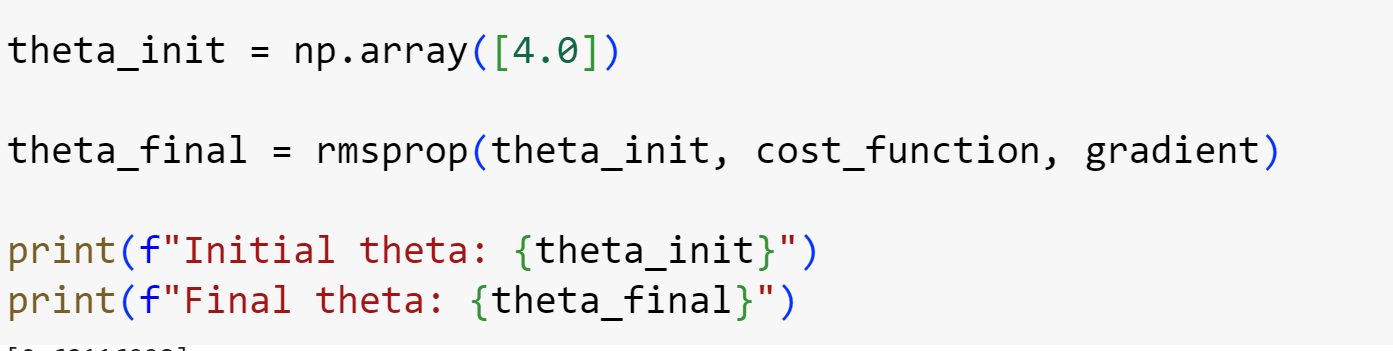 theta_init = np.array([4.0])
theta_final = rmsprop(theta_init, cost_function, gradient)
print(f"Initial theta: {theta_init}")
print(f"Final theta: {theta_final}")